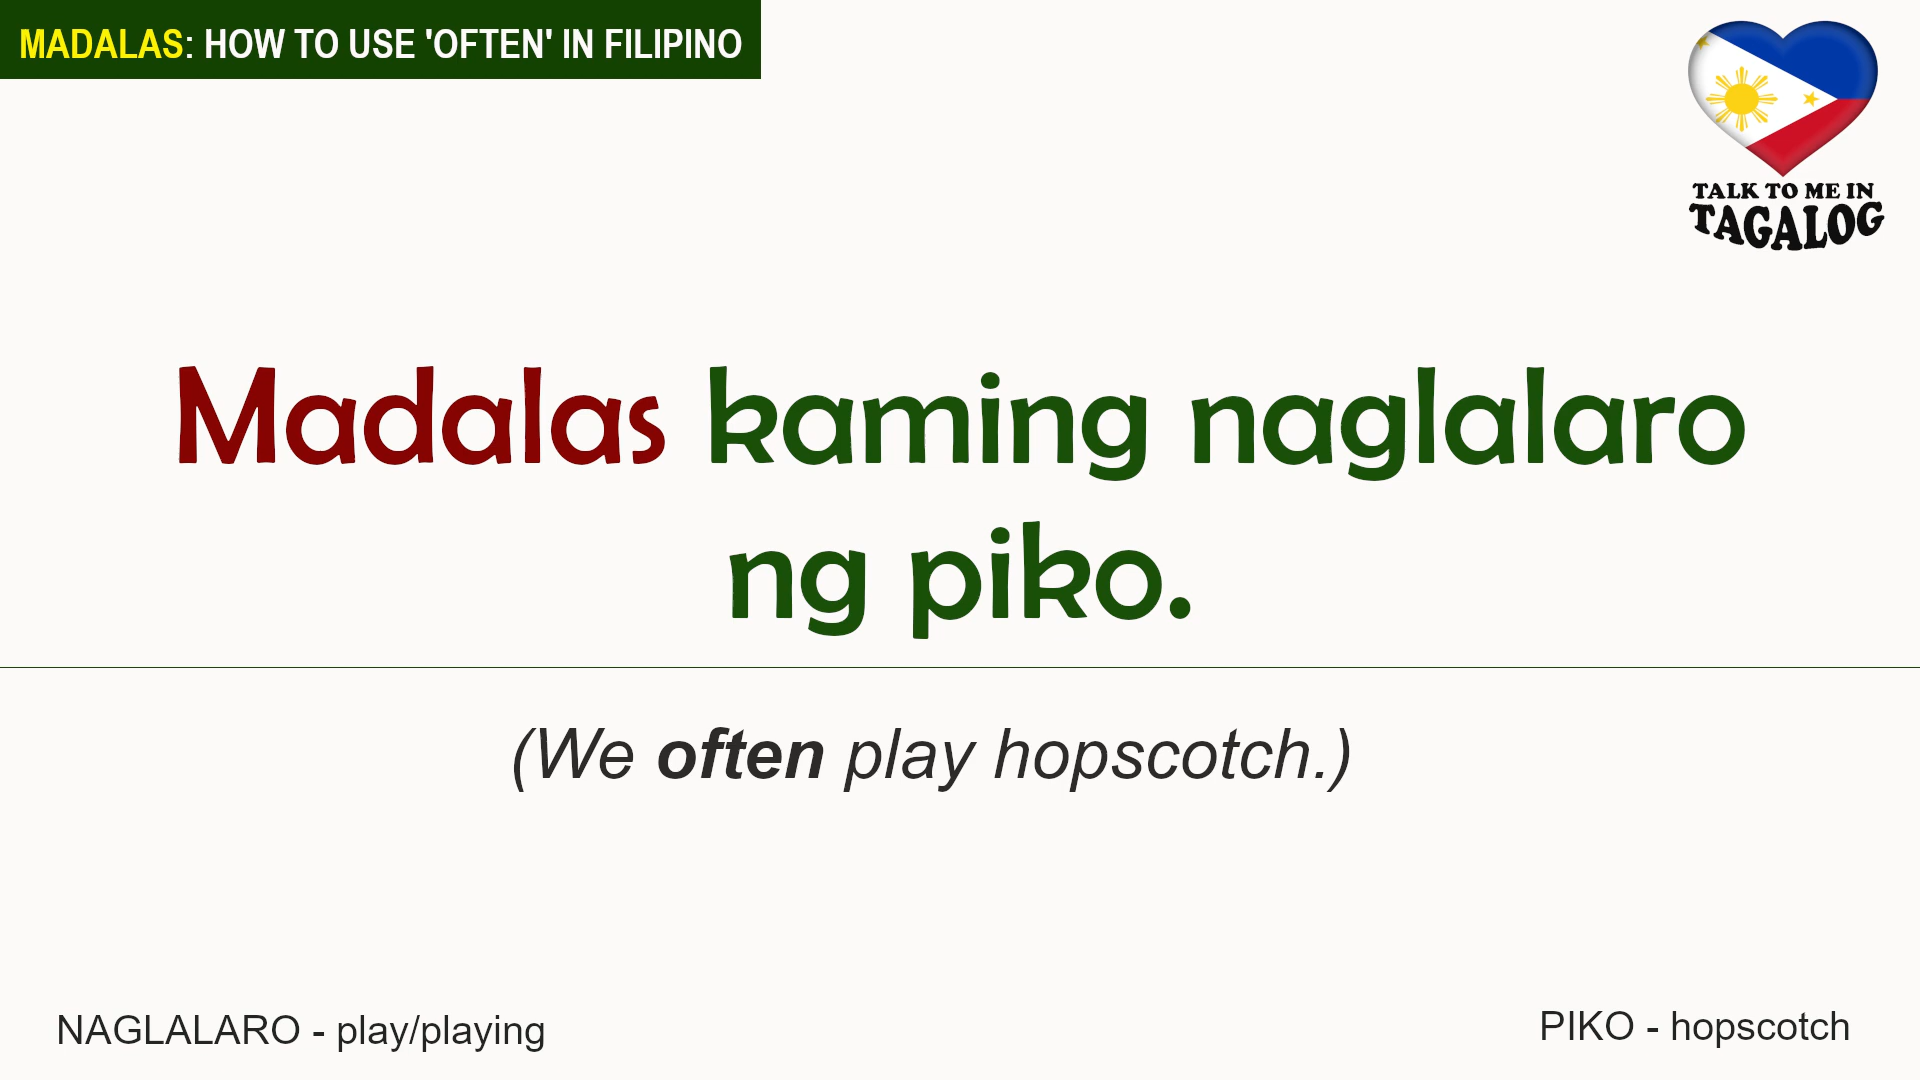 MADALAS: HOW TO USE 'OFTEN' IN FILIPINO
TALK TO ME IN
TAGALOG
Madalas kaming naglalaro
ng piko.
(We often play hopscotch.)
NAGLALARO - play/playing
PIKO - hopscotch